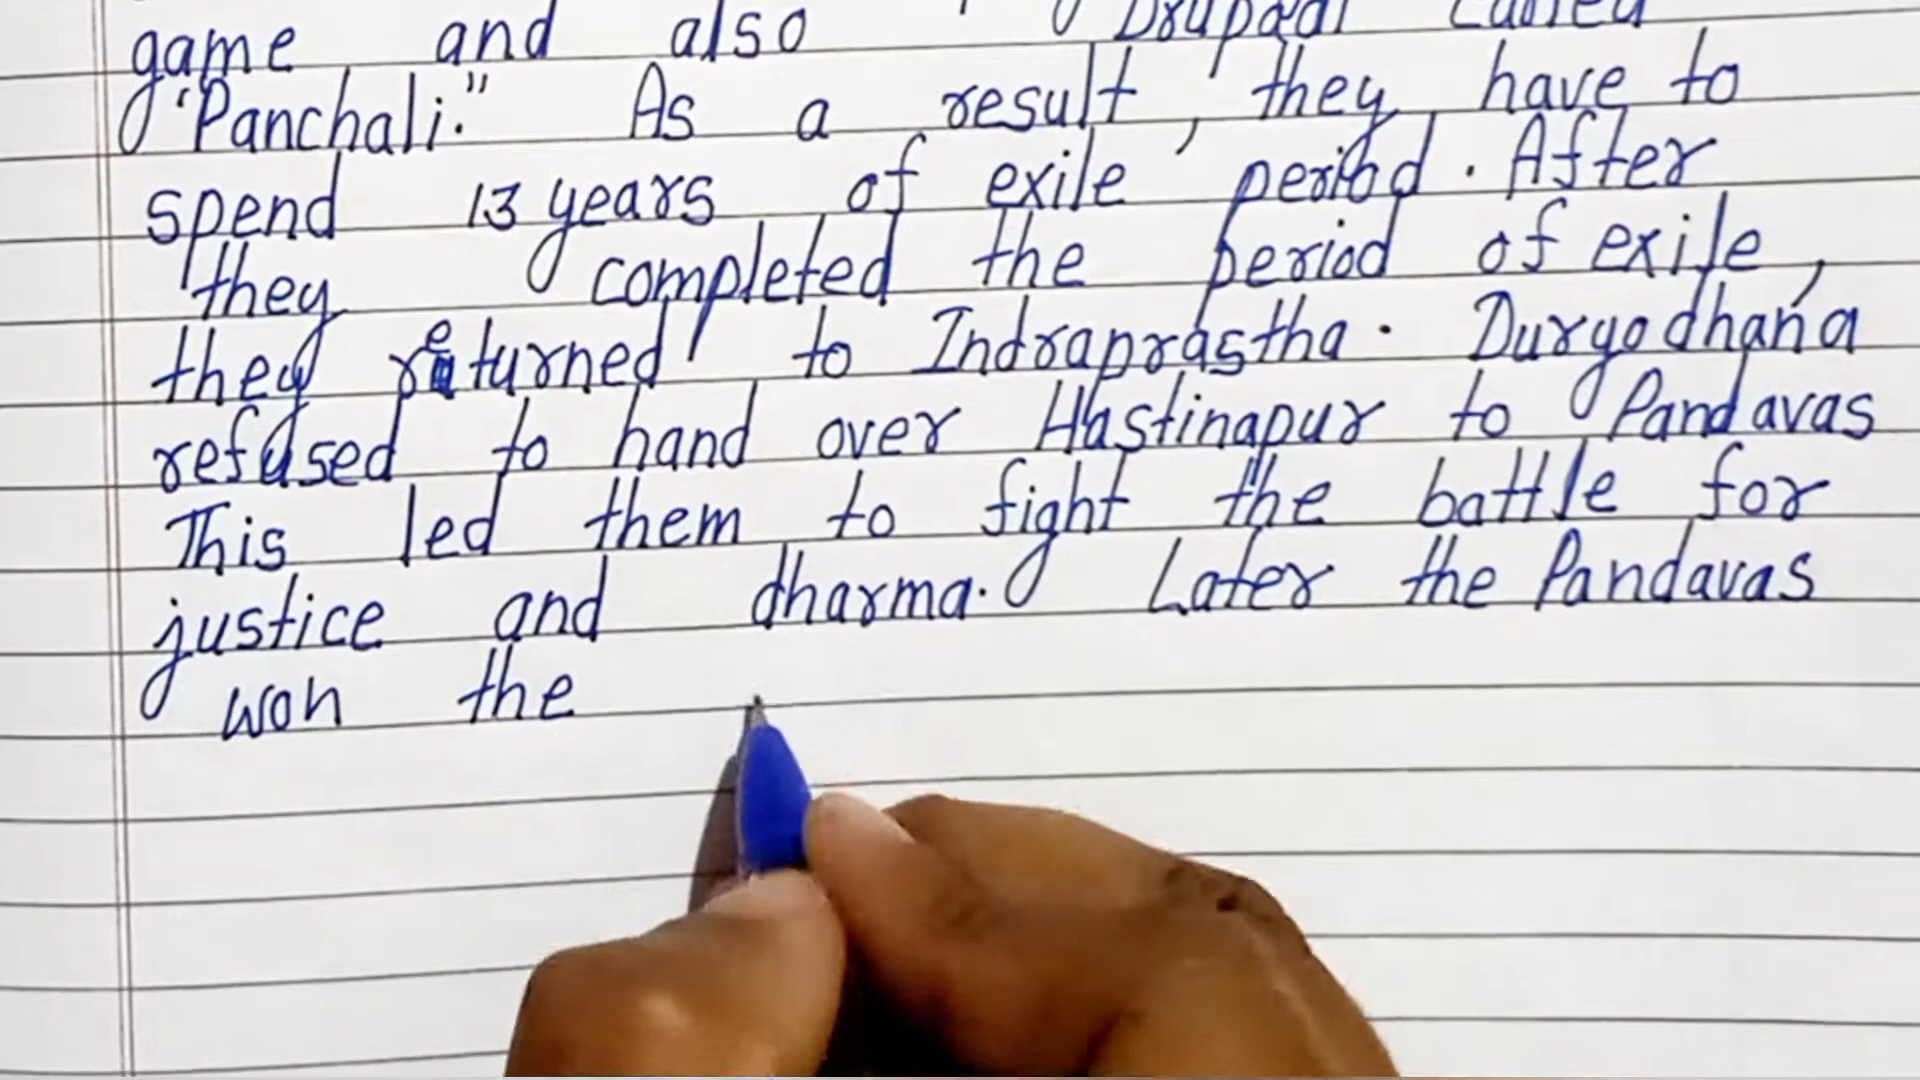 game and also Drupadi called
"Panchali." As a result, they have to
spend 13 years of exile period. After
they completed the period of exile,
they returned to Indraprastha. Duryodhana
refused to hand over Hastinapur to Pandavas
This led them to fight the battle for
justice and dharma. Later the Pandavas
won the